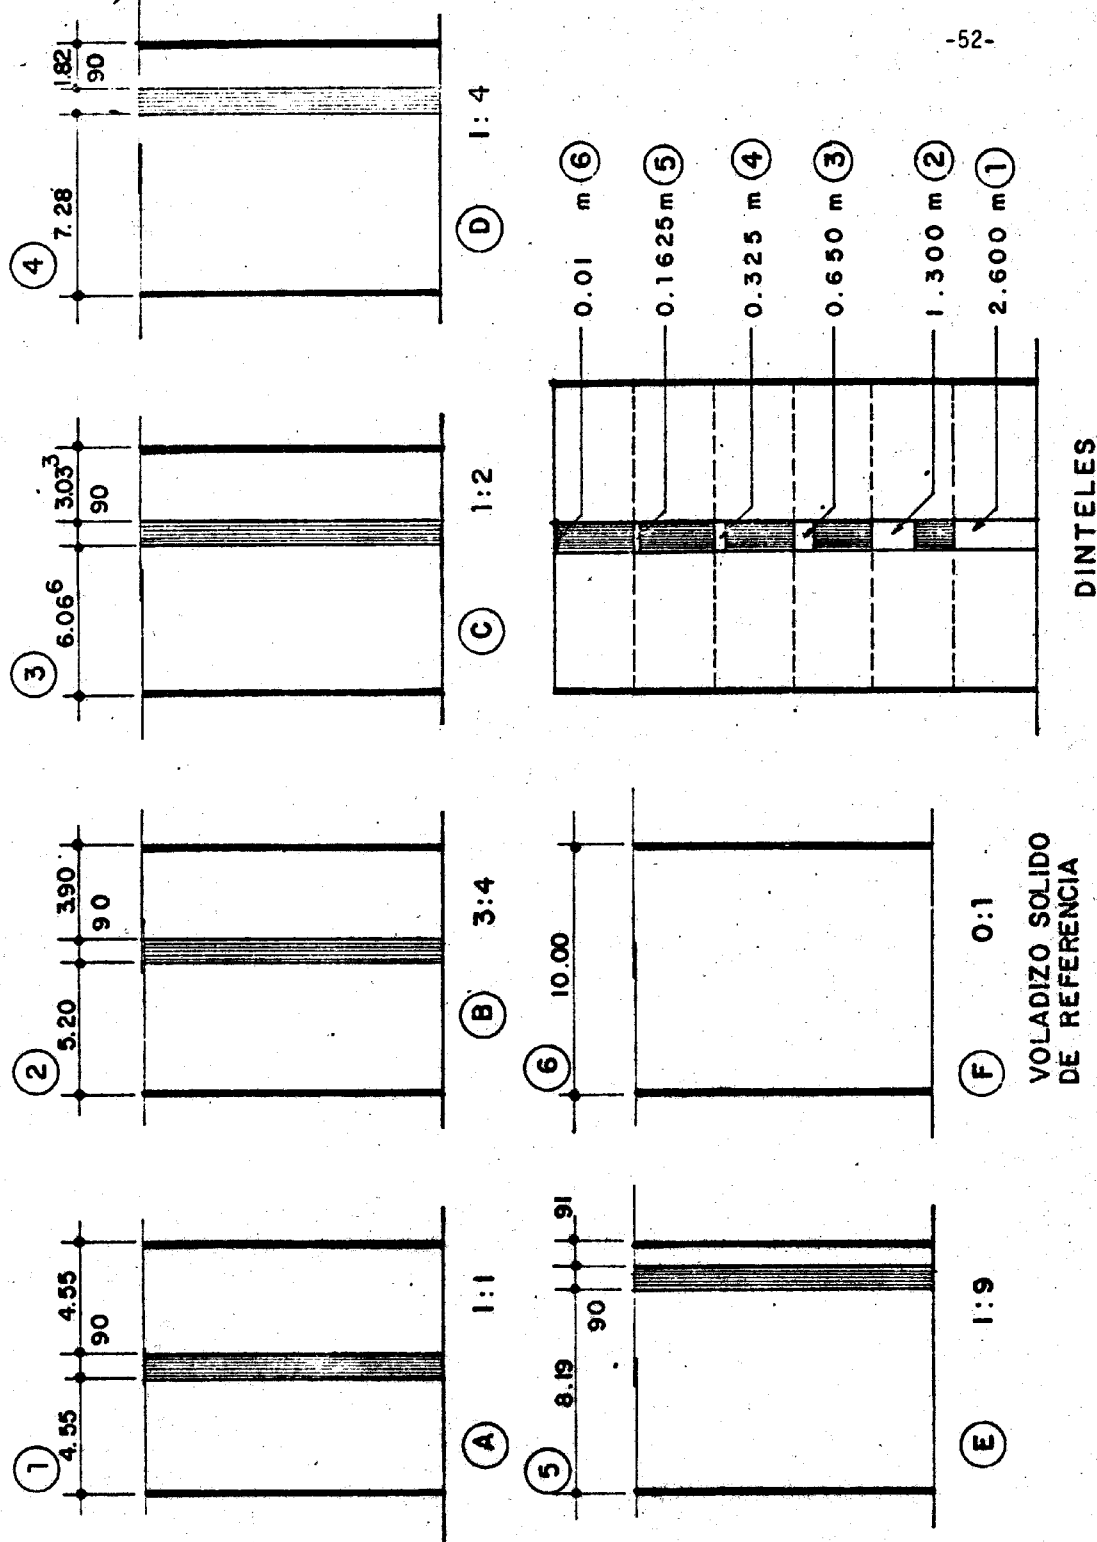 -52-
1
4.55
90
4.55
A
1:1
2
5.20
90
3.90
B
3:4
3
6.06⁶
90
3.03³
C
1:2
4
7.28
90
1.82
D
1:4
5
8.19
90
91
E
1:9
6
10.00
F
0:1
VOLADIZO SOLIDO
DE REFERENCIA
0.01 m 6
0.1625 m 5
0.325 m 4
0.650 m 3
1.300 m 2
2.600 m 1
DINTELES